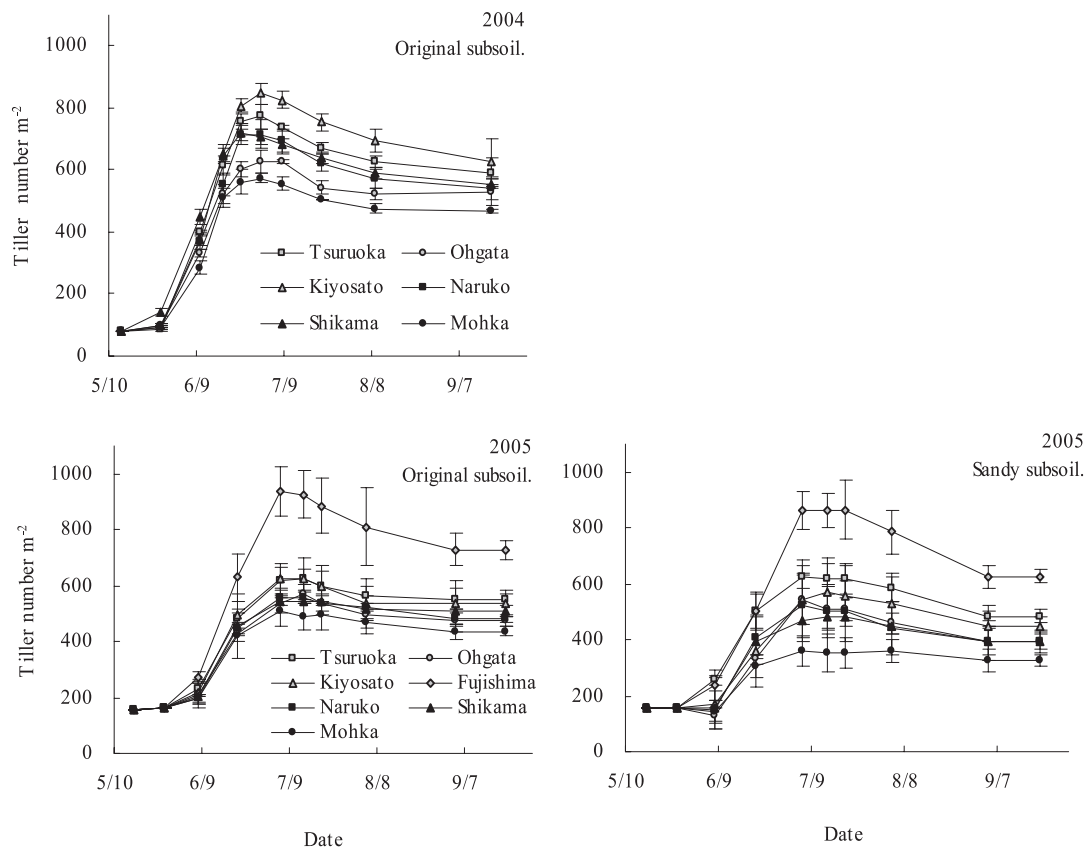 2004
Original subsoil.
1000
800
600
400
200
0
Tiller number m-2
Tsuruoka Ohgata
Kiyosato Naruko
Shikama Mohka
5/10 6/9 7/9 8/8 9/7
2005
Original subsoil.
1000
800
600
400
200
0
Tiller number m-2
Tsuruoka Ohgata
Kiyosato Fujishima
Naruko Shikama
Mohka
5/10 6/9 7/9 8/8 9/7
Date
2005
Sandy subsoil.
1000
800
600
400
200
0
Tiller number m-2
5/10 6/9 7/9 8/8 9/7
Date